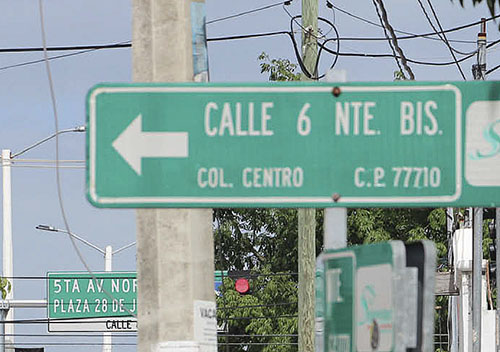 CALLE 6 NTE. BIS.
COL. CENTRO C.P. 77710
5TA AV. NOR
PLAZA 28 DE J
CALLE